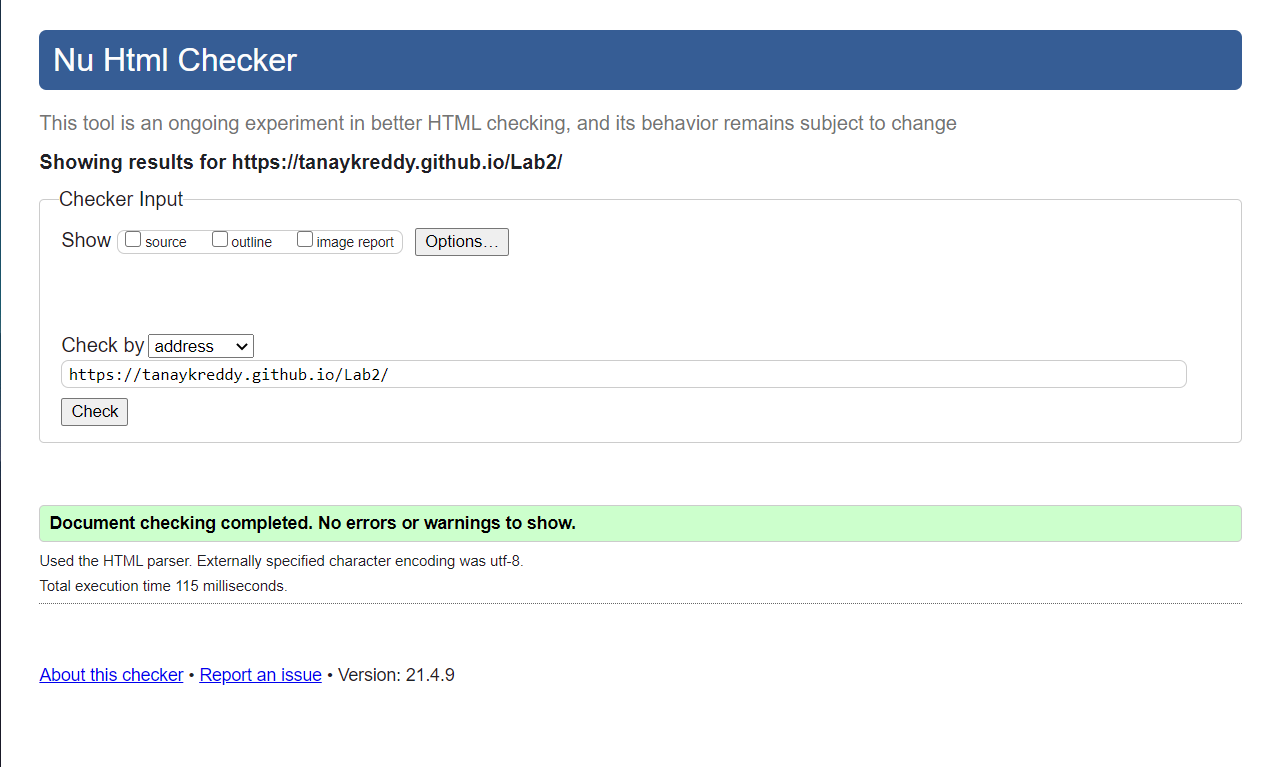 Nu Html Checker
This tool is an ongoing experiment in better HTML checking, and its behavior remains subject to change
Showing results for https://tanaykreddy.github.io/Lab2/
Checker Input
Show source outline image report Options...
Check by address
https://tanaykreddy.github.io/Lab2/
Check
Document checking completed. No errors or warnings to show.
Used the HTML parser. Externally specified character encoding was utf-8.
Total execution time 115 milliseconds.
About this checker • Report an issue • Version: 21.4.9